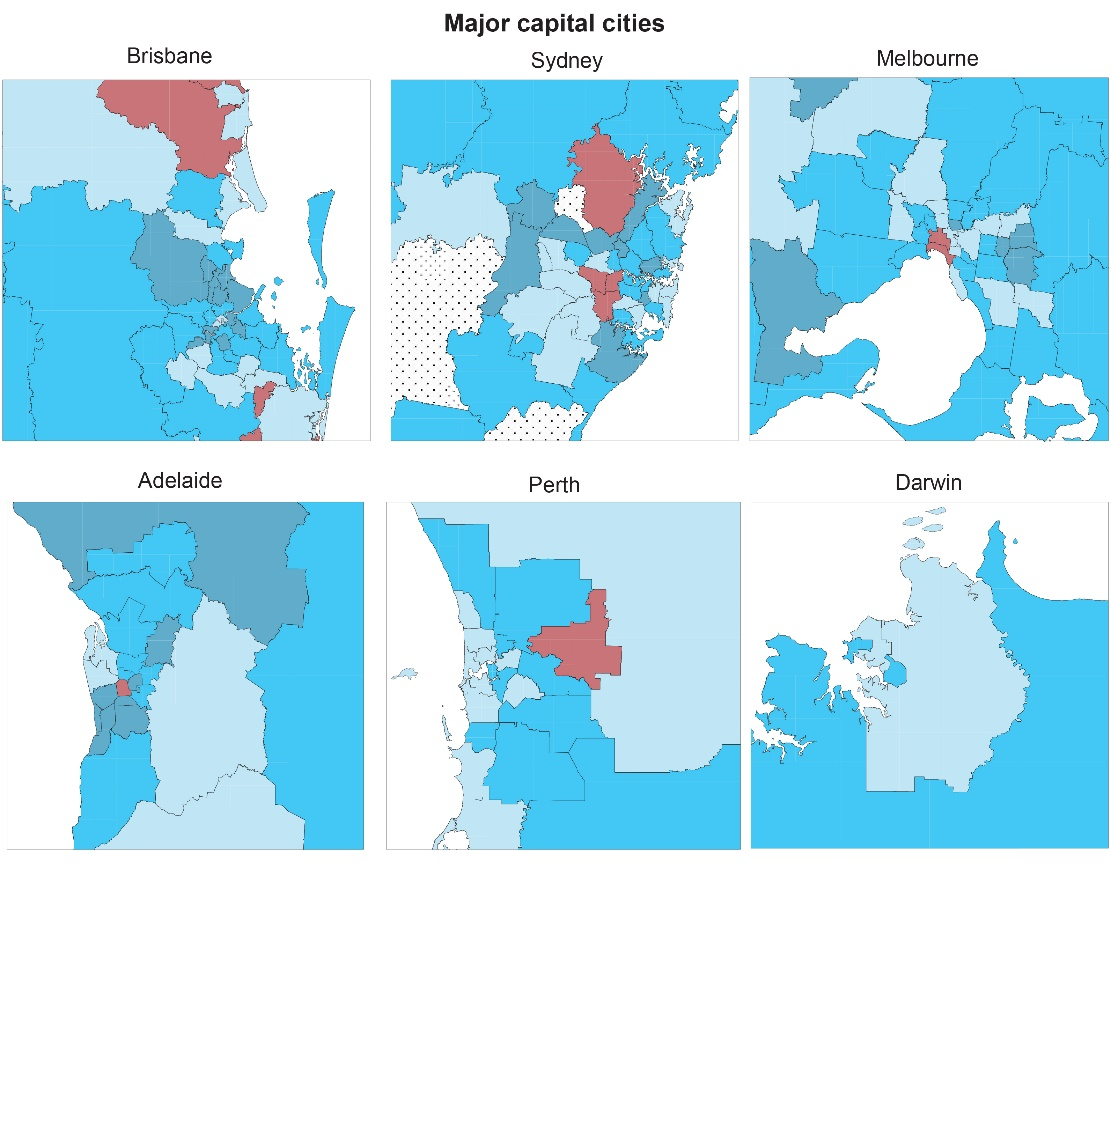 Major capital cities
Brisbane
Sydney
Melbourne
Adelaide
Perth
Darwin